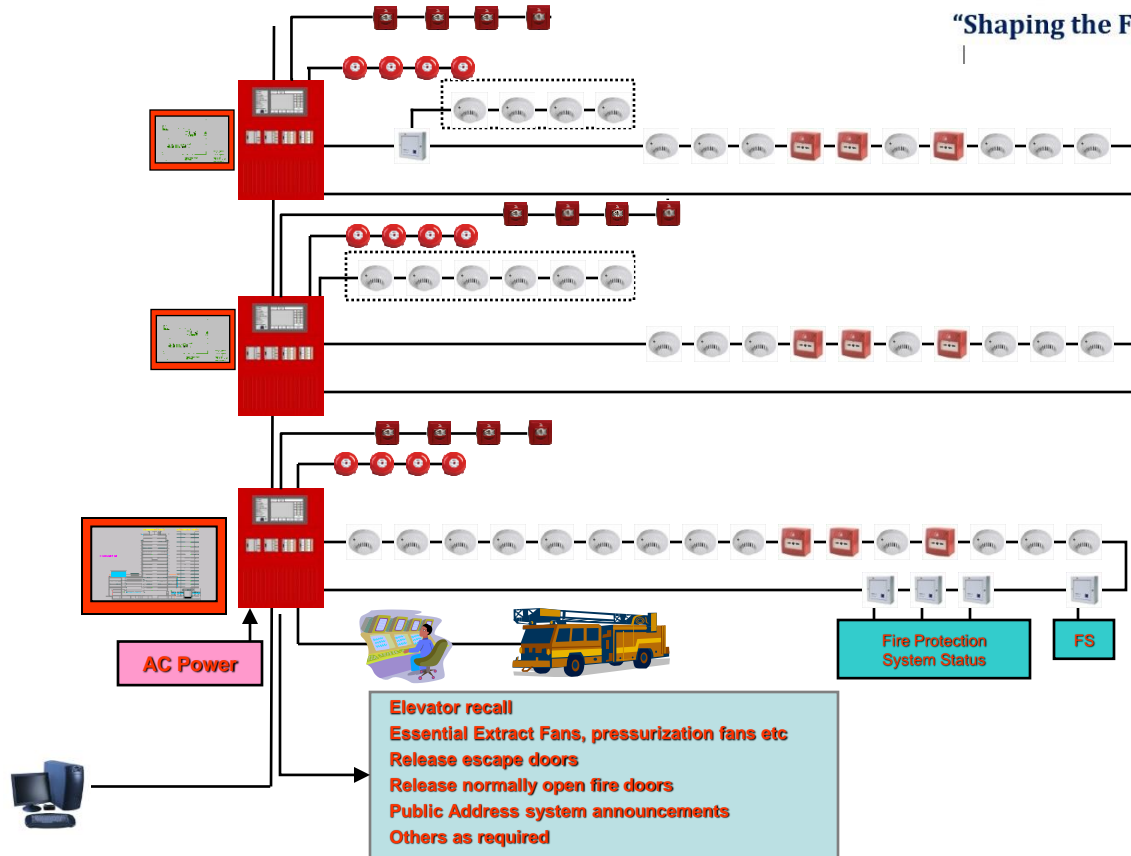 “Shaping the F
AC Power
Fire Protection
System Status
FS
Elevator recall
Essential Extract Fans, pressurization fans etc
Release escape doors
Release normally open fire doors
Public Address system announcements
Others as required